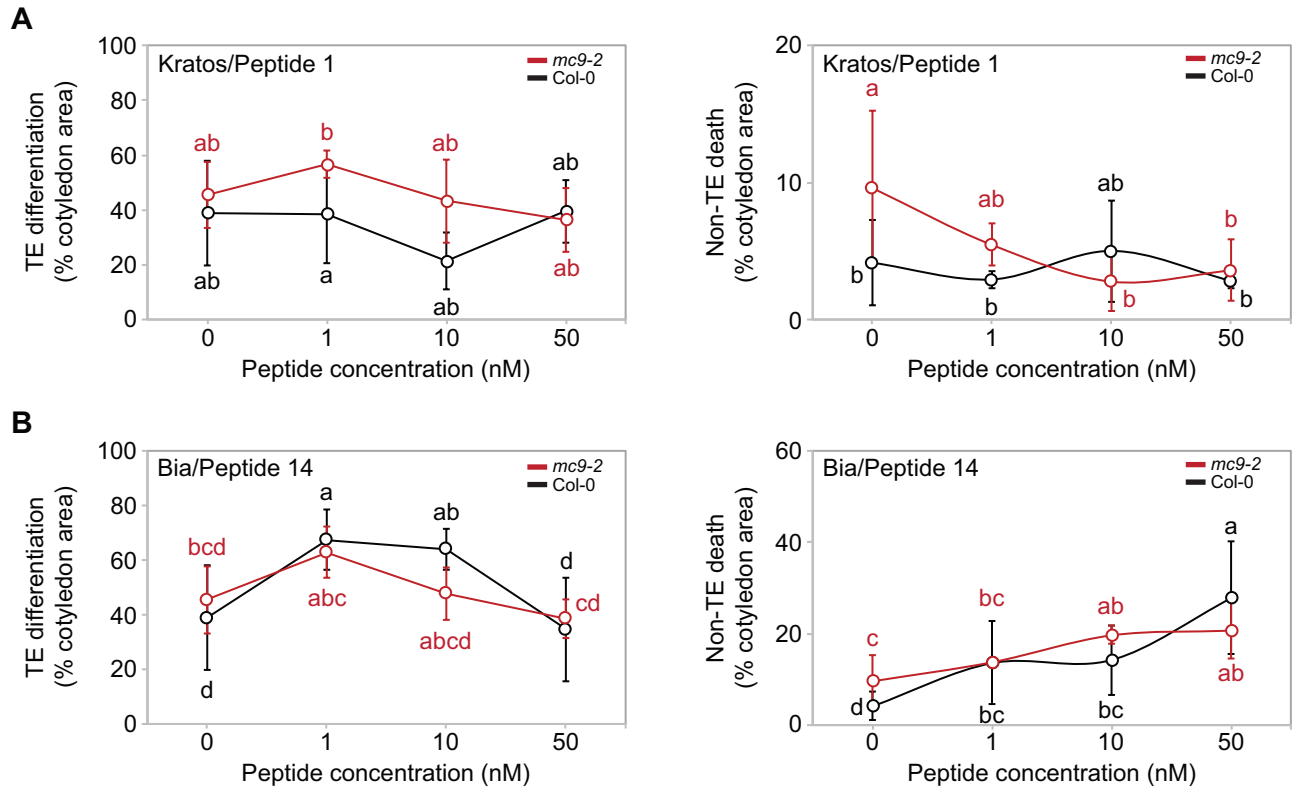 A
Kratos/Peptide 1
mc9-2
Col-0
TE differentiation
(% cotyledon area)
100
80
60
40
20
0
ab
b
ab
ab
ab
a
ab
ab
0 1 10 50
Peptide concentration (nM)
Kratos/Peptide 1
mc9-2
Col-0
Non-TE death
(% cotyledon area)
20
10
0
a
ab
ab
b
b
b
b
b
0 1 10 50
Peptide concentration (nM)
B
Bia/Peptide 14
mc9-2
Col-0
TE differentiation
(% cotyledon area)
100
80
60
40
20
0
bcd
a
ab
d
cd
abc
abcd
d
0 1 10 50
Peptide concentration (nM)
Bia/Peptide 14
mc9-2
Col-0
Non-TE death
(% cotyledon area)
60
40
20
0
c
bc
ab
a
ab
d
bc
bc
0 1 10 50
Peptide concentration (nM)